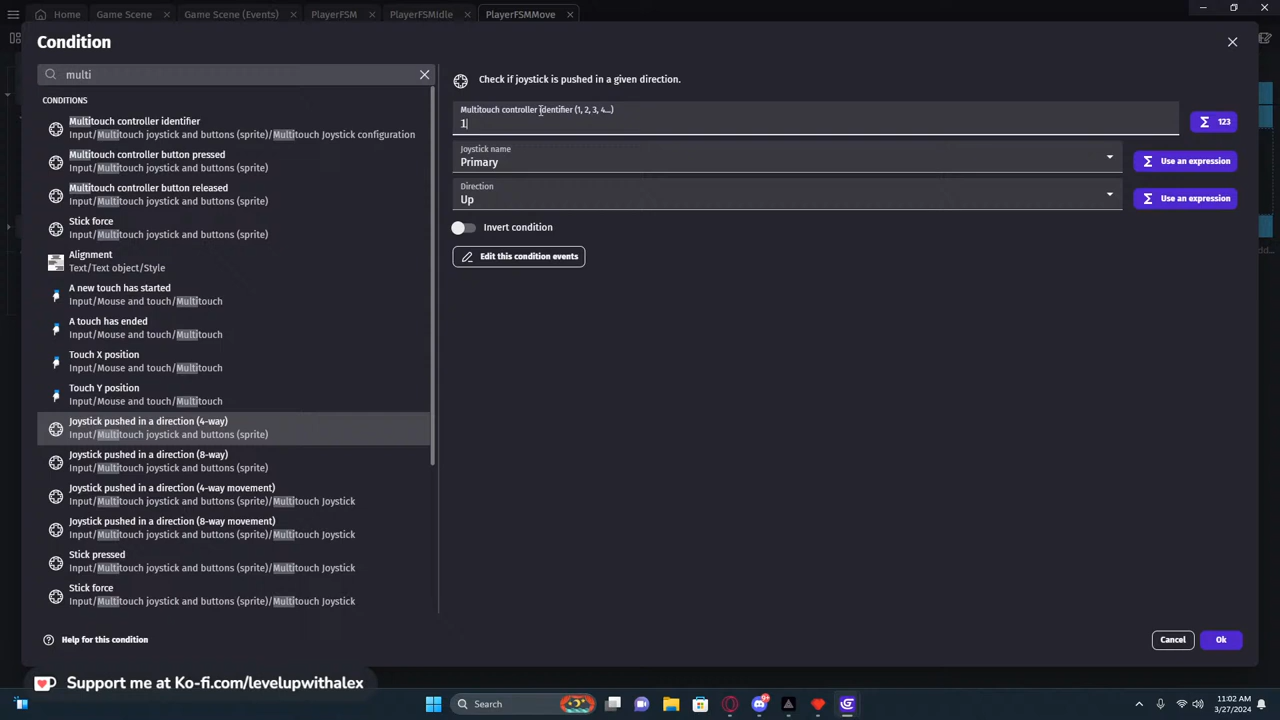 Home
Game Scene
Game Scene (Events)
PlayerFSM
PlayerFSMIdle
PlayerFSMMove
Condition
multi
CONDITIONS
Multitouch controller identifier
Input/Multitouch joystick and buttons (sprite)/Multitouch Joystick configuration
Multitouch controller button pressed
Input/Multitouch joystick and buttons (sprite)
Multitouch controller button released
Input/Multitouch joystick and buttons (sprite)
Stick force
Input/Multitouch joystick and buttons (sprite)
Alignment
Text/Text object/Style
A new touch has started
Input/Mouse and touch/Multitouch
A touch has ended
Input/Mouse and touch/Multitouch
Touch X position
Input/Mouse and touch/Multitouch
Touch Y position
Input/Mouse and touch/Multitouch
Joystick pushed in a direction (4-way)
Input/Multitouch joystick and buttons (sprite)
Joystick pushed in a direction (8-way)
Input/Multitouch joystick and buttons (sprite)
Joystick pushed in a direction (4-way movement)
Input/Multitouch joystick and buttons (sprite)/Multitouch Joystick
Joystick pushed in a direction (8-way movement)
Input/Multitouch joystick and buttons (sprite)/Multitouch Joystick
Stick pressed
Input/Multitouch joystick and buttons (sprite)/Multitouch Joystick
Stick force
Input/Multitouch joystick and buttons (sprite)/Multitouch Joystick
Check if joystick is pushed in a given direction.
Multitouch controller identifier (1, 2, 3, 4...)
1
Σ 123
Joystick name
Primary
Σ Use an expression
Direction
Up
Σ Use an expression
Invert condition
Edit this condition events
Help for this condition
Cancel
Ok
Support me at Ko-fi.com/levelupwithalex
Search
11:02 AM
3/27/2024